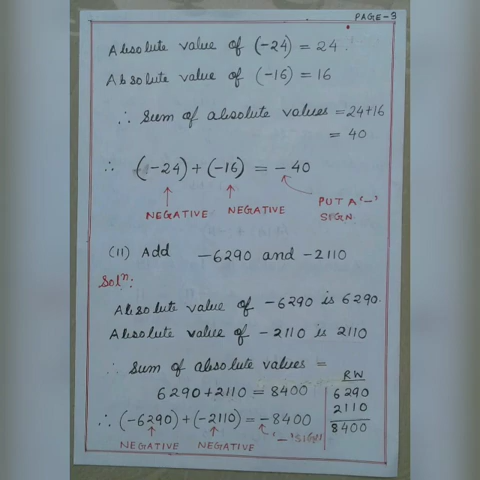 PAGE-3
Absolute value of (-24) = 24.
Absolute value of (-16) = 16
∴ Sum of absolute values = 24+16
= 40
∴ (-24) + (-16) = - 40
NEGATIVE NEGATIVE PUT A '-' SIGN
(II) Add -6290 and -2110
Solⁿ:
Absolute value of -6290 is 6290.
Absolute value of -2110 is 2110
∴ Sum of absolute values =
6290 + 2110 = 8400
∴ (-6290) + (-2110) = -8400
NEGATIVE NEGATIVE '-' SIGN
RW
6290
2110
8400